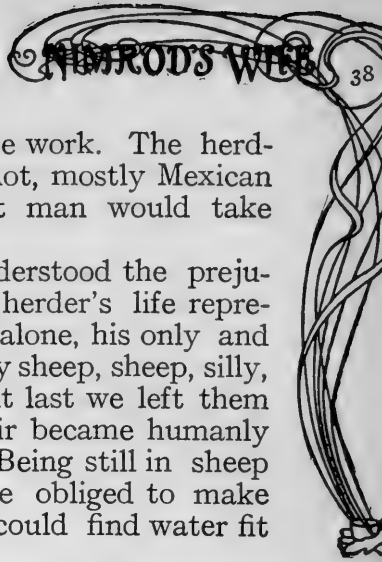 NIMROD'S WIFE
38
e work. The herd-
not, mostly Mexican
t man would take
derstood the preju-
herder's life repre-
alone, his only and
y sheep, sheep, silly,
t last we left them
ir became humanly
Being still in sheep
e obliged to make
could find water fit